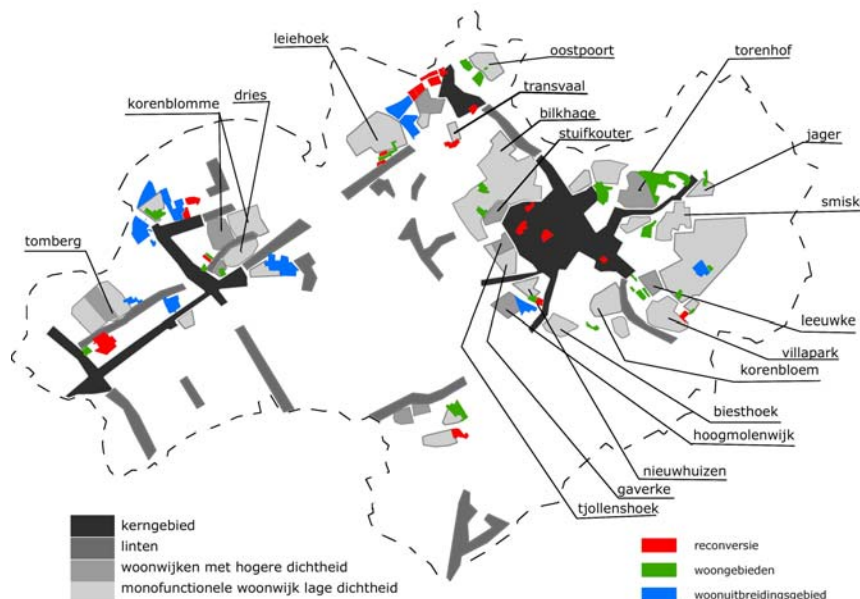 leiehoek
oostpoort
torenhof
korenblomme
dries
transvaal
bilkhage
stuifkouter
jager
smisk
tomberg
leeuwke
villapark
korenbloem
biesthoek
hoogmolenwijk
nieuwhuizen
gaverke
tjollenshoek
kerngebied
linten
woonwijken met hogere dichtheid
monofunctionele woonwijk lage dichtheid
reconversie
woongebieden
woonuitbreidingsgebied